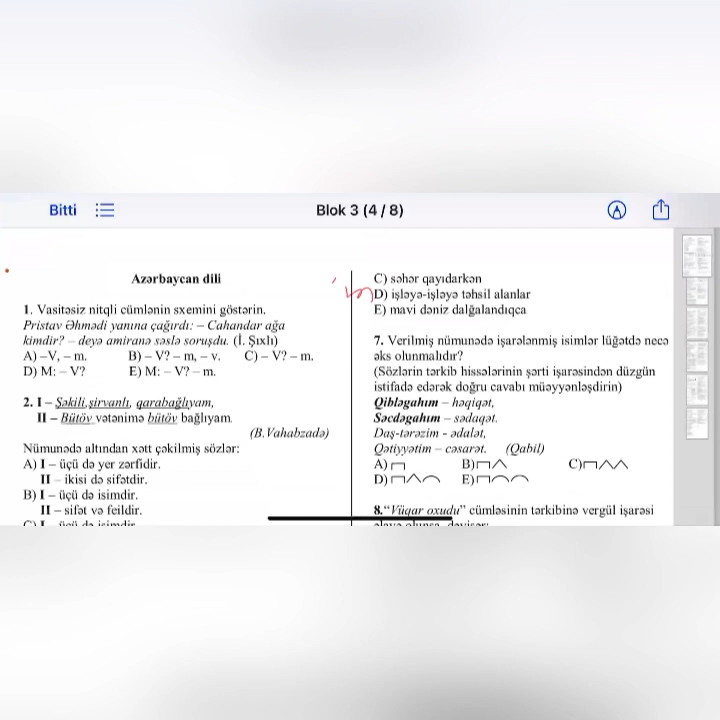 Bitti
Blok 3 (4 / 8)
Azərbaycan dili
1. Vasitəsiz nitqli cümlənin sxemini göstərin.
Pristav Əhmədi yanına çağırdı: – Cahandar ağa
kimdir? – deyə amiranə səslə soruşdu. (İ. Şıxlı)
A) –V, – m. B) – V? – m, – v. C) – V? – m.
D) M: – V? E) M: – V? – m.
2. I – Şəkili, şirvanlı, qarabağlıyam,
II – Bütöv vətənimə bütöv bağlıyam.
(B.Vahabzadə)
Nümunədə altından xətt çəkilmiş sözlər:
A) I – üçü də yer zərfidir.
II – ikisi də sifətdir.
B) I – üçü də isimdir.
II – sifət və feildir.
C) I üçü də isimdir
C) səhər qayıdarkən
D) işləyə-işləyə təhsil alanlar
E) mavi dəniz dalğalandıqca
7. Verilmiş nümunədə işarələnmiş isimlər lüğətdə necə
əks olunmalıdır?
(Sözlərin tərkib hissələrinin şərti işarəsindən düzgün
istifadə edərək doğru cavabı müəyyənləşdirin)
Qibləgahım – həqiqət,
Səcdəgahım – sədaqət.
Daş-tərəzim - ədalət,
Qətiyyətim – cəsarət. (Qabil)
A) B) C)
D) E)
8. “Vüqar oxudu” cümləsinin tərkibinə vergül işarəsi